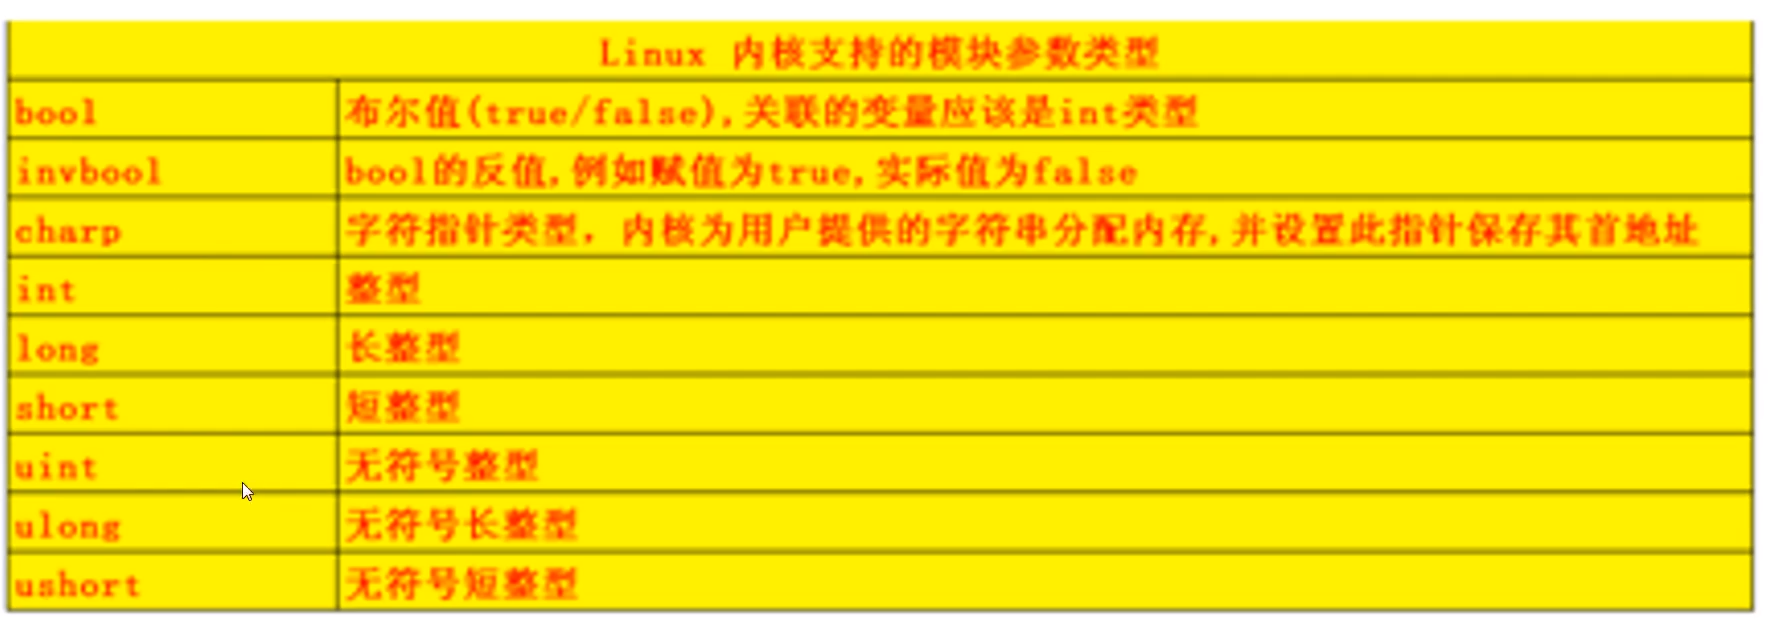 Linux 内核支持的模块参数类型
bool 布尔值(true/false),关联的变量应该是int类型
invbool bool的反值,例如赋值为true,实际值为false
charp 字符指针类型，内核为用户提供的字符串分配内存,并设置此指针保存其首地址
int 整型
long 长整型
short 短整型
uint 无符号整型
ulong 无符号长整型
ushort 无符号短整型